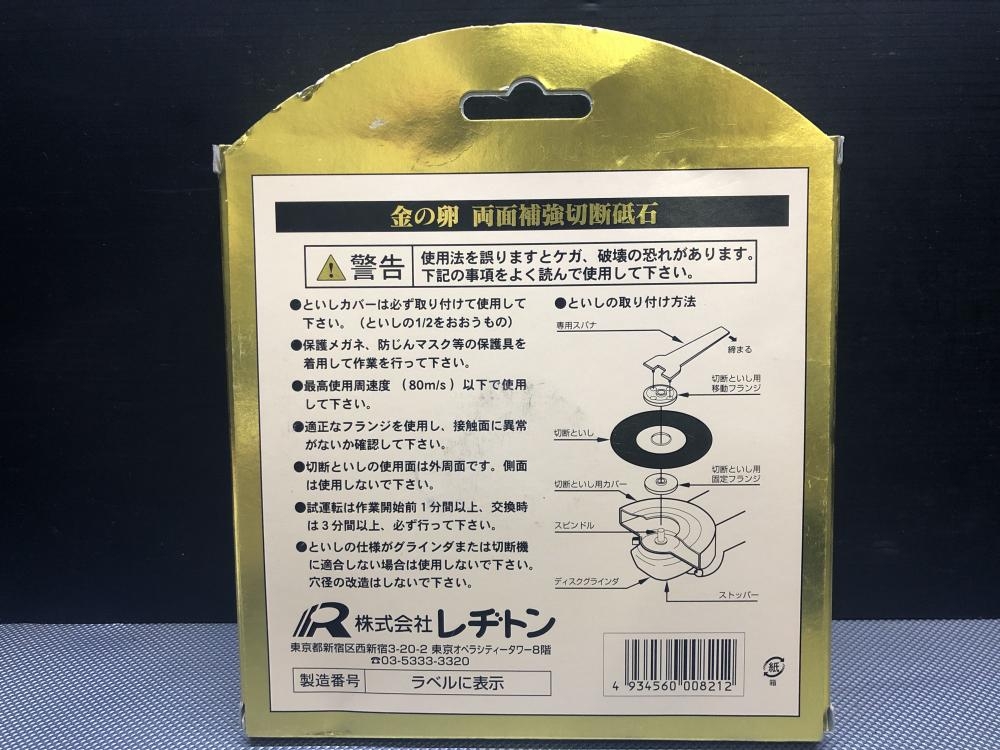 金の卵 両面補強切断砥石
警告
使用法を誤りますとケガ、破壊の恐れがあります。
下記の事項をよく読んで使用して下さい。
●といしカバーは必ず取り付けて使用して
下さい。（といしの1/2をおおうもの）
●保護メガネ、防じんマスク等の保護具を
着用して作業を行って下さい。
●最高使用周速度（80m/s）以下で使用
して下さい。
●適正なフランジを使用し、接触面に異常
がないか確認して下さい。
●切断といしの使用面は外周面です。側面
は使用しないで下さい。
●試運転は作業開始前1分間以上、交換時
は3分間以上、必ず行って下さい。
●といしの仕様がグラインダまたは切断機
に適合しない場合は使用しないで下さい。
穴径の改造はしないで下さい。
●といしの取り付け方法
専用スパナ
締まる
切断といし用
移動フランジ
切断といし
切断といし用
固定フランジ
切断といし用カバー
スピンドル
ディスクグラインダ
ストッパー
R 株式会社レヂトン
東京都新宿区西新宿3-20-2 東京オペラシティータワー8階
☎03-5333-3320
製造番号 ラベルに表示
4 934560 008212
紙
箱